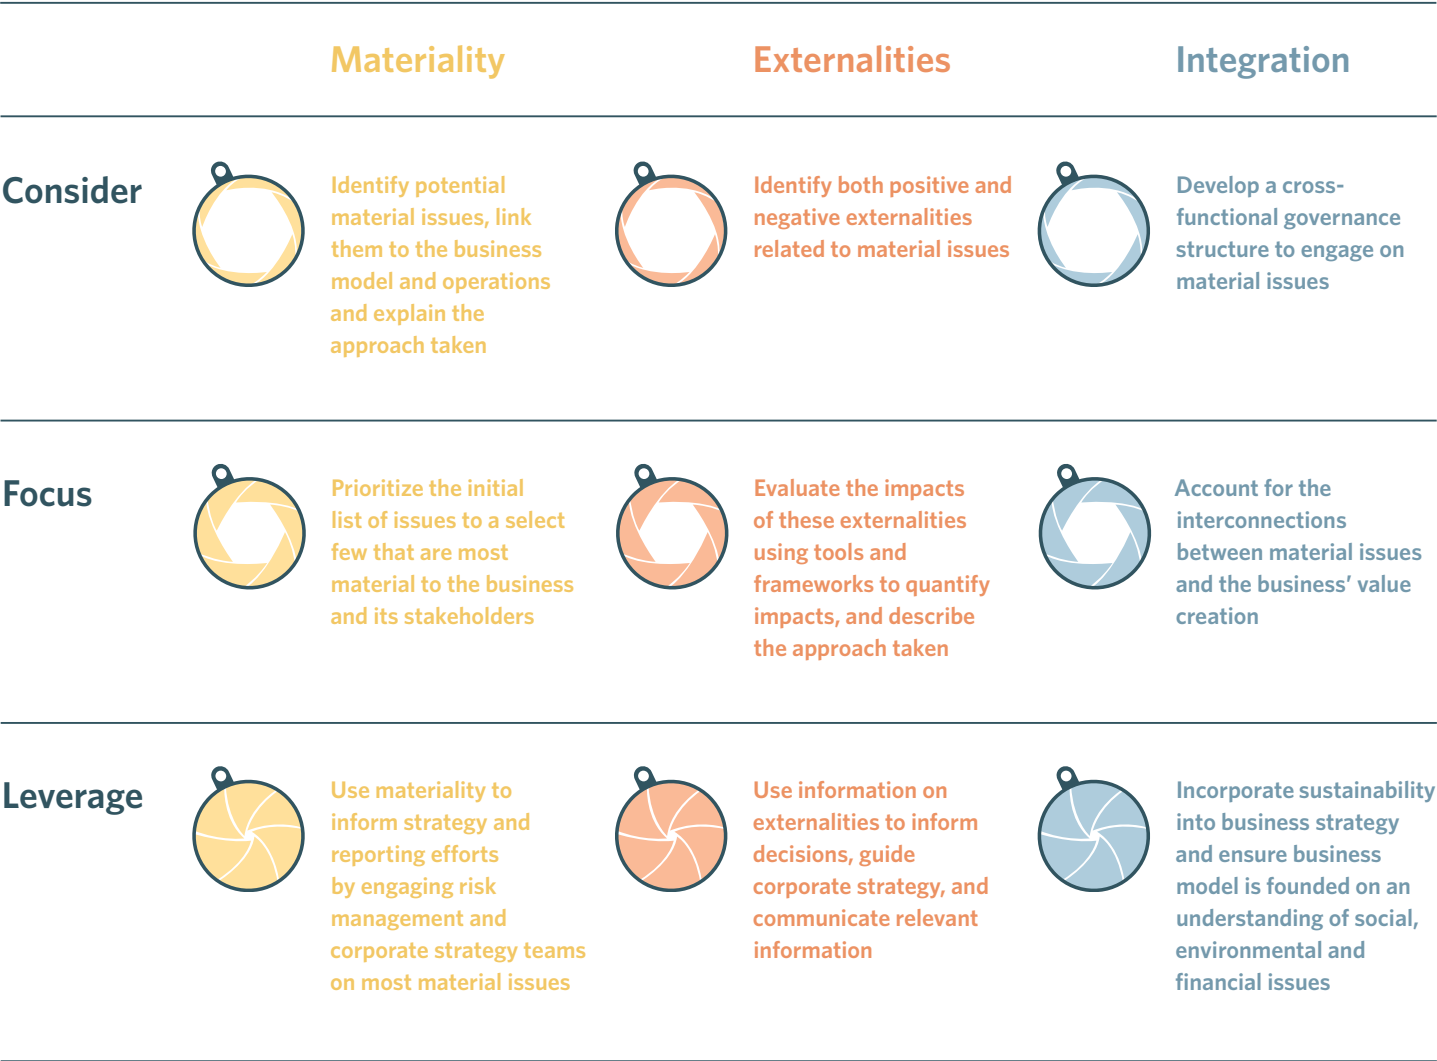 Materiality
Externalities
Integration
Consider
Identify potential
material issues, link
them to the business
model and operations
and explain the
approach taken
Identify both positive and
negative externalities
related to material issues
Develop a cross-
functional governance
structure to engage on
material issues
Focus
Prioritize the initial
list of issues to a select
few that are most
material to the business
and its stakeholders
Evaluate the impacts
of these externalities
using tools and
frameworks to quantify
impacts, and describe
the approach taken
Account for the
interconnections
between material issues
and the business’ value
creation
Leverage
Use materiality to
inform strategy and
reporting efforts
by engaging risk
management and
corporate strategy teams
on most material issues
Use information on
externalities to inform
decisions, guide
corporate strategy, and
communicate relevant
information
Incorporate sustainability
into business strategy
and ensure business
model is founded on an
understanding of social,
environmental and
financial issues